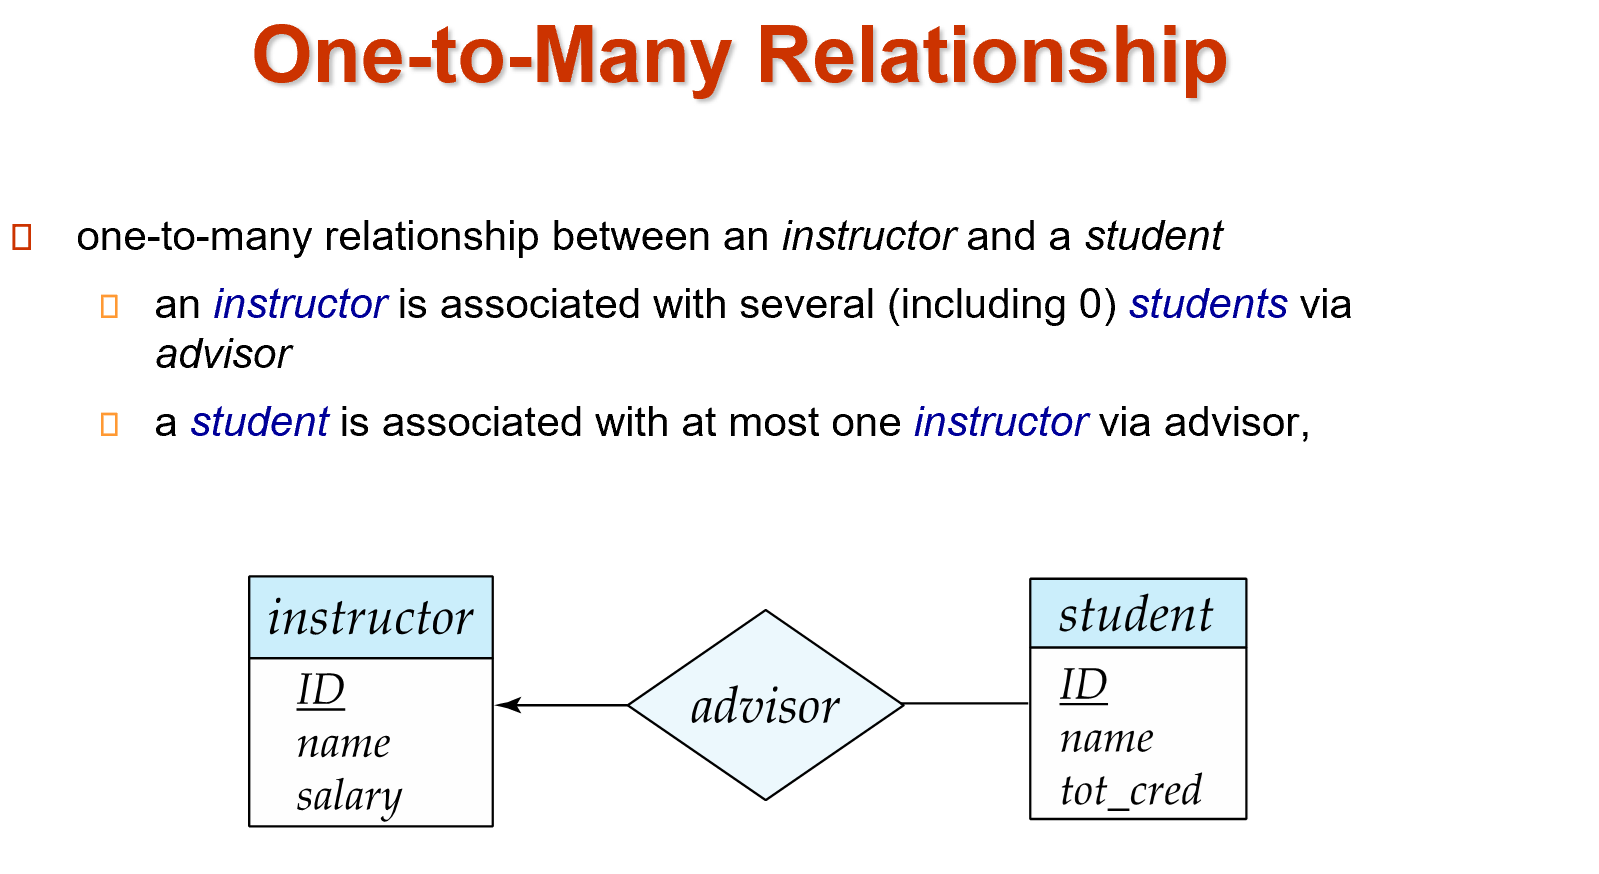 One-to-Many Relationship
one-to-many relationship between an instructor and a student
an instructor is associated with several (including 0) students via
advisor
a student is associated with at most one instructor via advisor,
instructor
ID
name
salary
advisor
student
ID
name
tot_cred